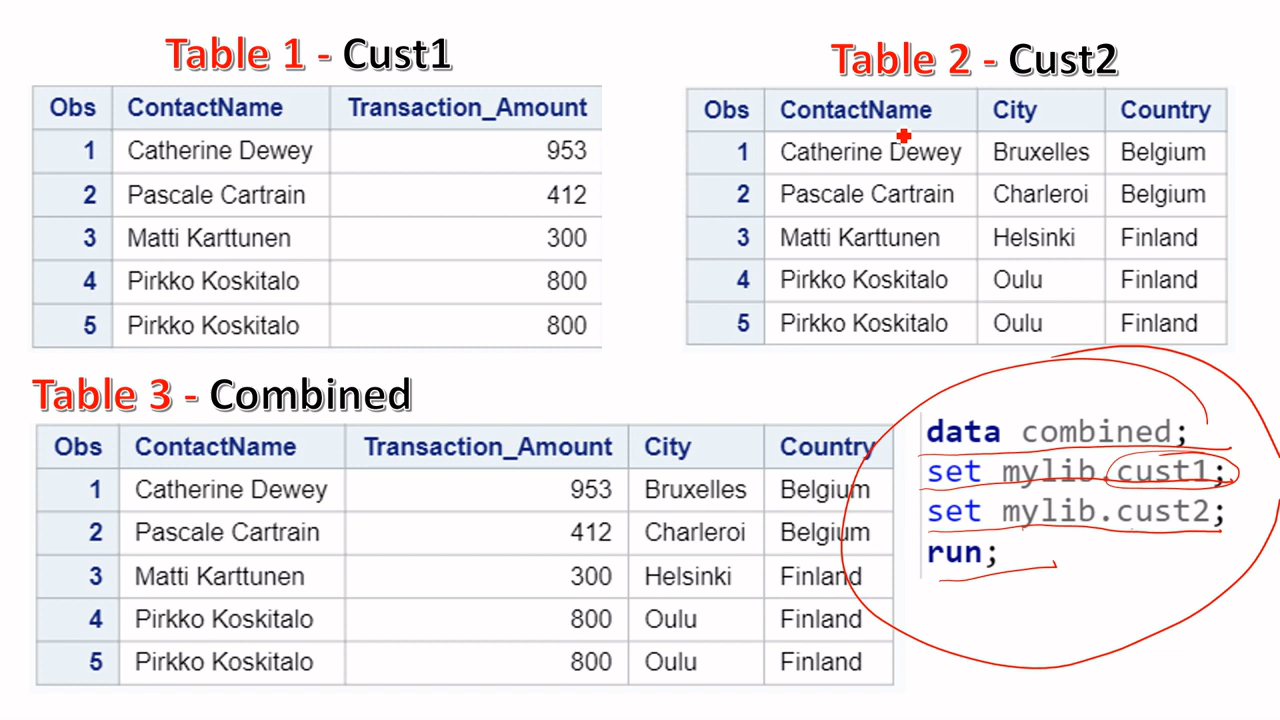 Table 1 - Cust1
Obs ContactName Transaction_Amount
1 Catherine Dewey 953
2 Pascale Cartrain 412
3 Matti Karttunen 300
4 Pirkko Koskitalo 800
5 Pirkko Koskitalo 800
Table 2 - Cust2
Obs ContactName City Country
1 Catherine Dewey Bruxelles Belgium
2 Pascale Cartrain Charleroi Belgium
3 Matti Karttunen Helsinki Finland
4 Pirkko Koskitalo Oulu Finland
5 Pirkko Koskitalo Oulu Finland
Table 3 - Combined
Obs ContactName Transaction_Amount City Country
1 Catherine Dewey 953 Bruxelles Belgium
2 Pascale Cartrain 412 Charleroi Belgium
3 Matti Karttunen 300 Helsinki Finland
4 Pirkko Koskitalo 800 Oulu Finland
5 Pirkko Koskitalo 800 Oulu Finland
data combined;
set mylib.cust1;
set mylib.cust2;
run;